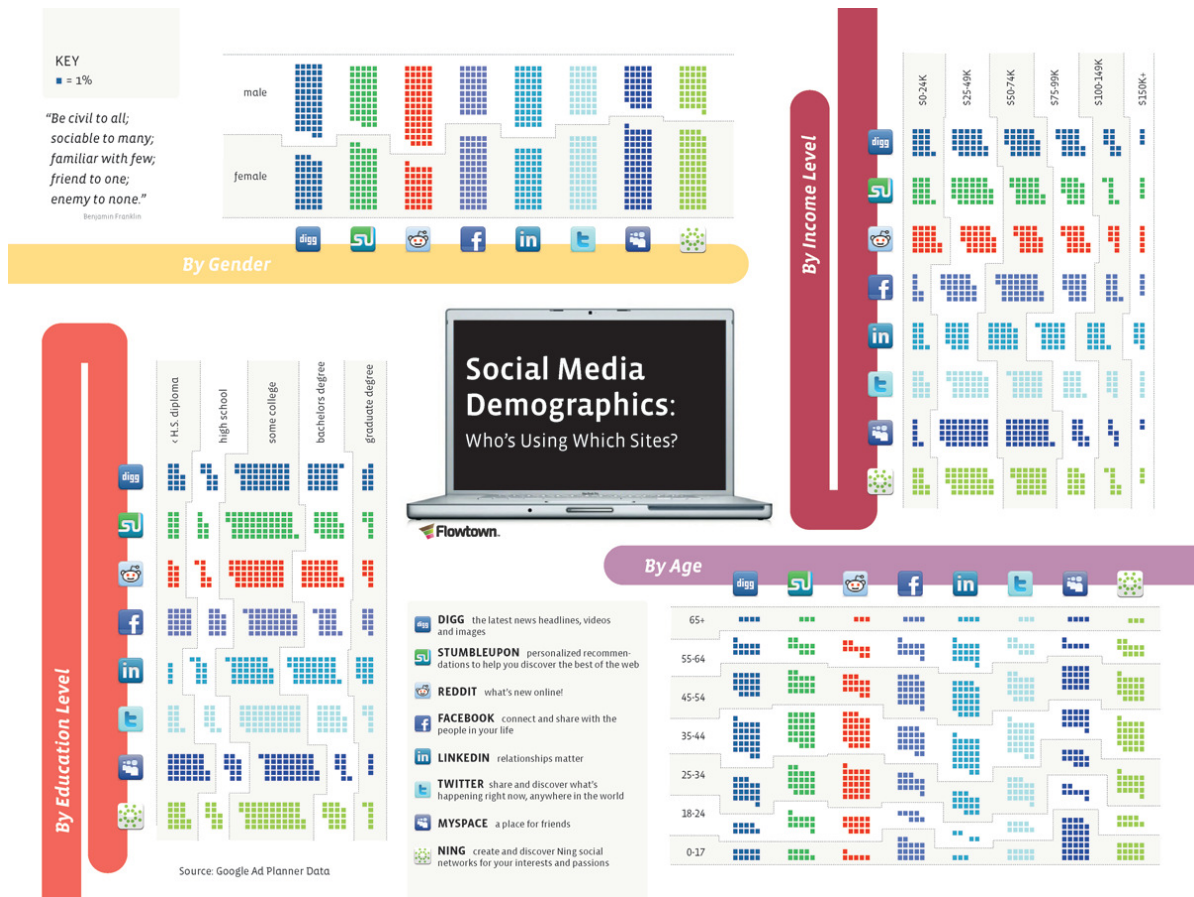 KEY
= 1%
“Be civil to all;
sociable to many;
familiar with few;
friend to one;
enemy to none.”
Benjamin Franklin
male
female
digg
By Gender
By Income Level
$0-24K
$25-49K
$50-74K
$75-99K
$100-149K
$150K+
digg
Social Media
Demographics:
Who's Using Which Sites?
Flowtown
By Education Level
< H.S. diploma
high school
some college
bachelors degree
graduate degree
digg
Source: Google Ad Planner Data
DIGG the latest news headlines, videos
and images
STUMBLEUPON personalized recommen-
dations to help you discover the best of the web
REDDIT what's new online!
FACEBOOK connect and share with the
people in your life
LINKEDIN relationships matter
TWITTER share and discover what's
happening right now, anywhere in the world
MYSPACE a place for friends
NING create and discover Ning social
networks for your interests and passions
By Age
digg
65+
55-64
45-54
35-44
25-34
18-24
0-17